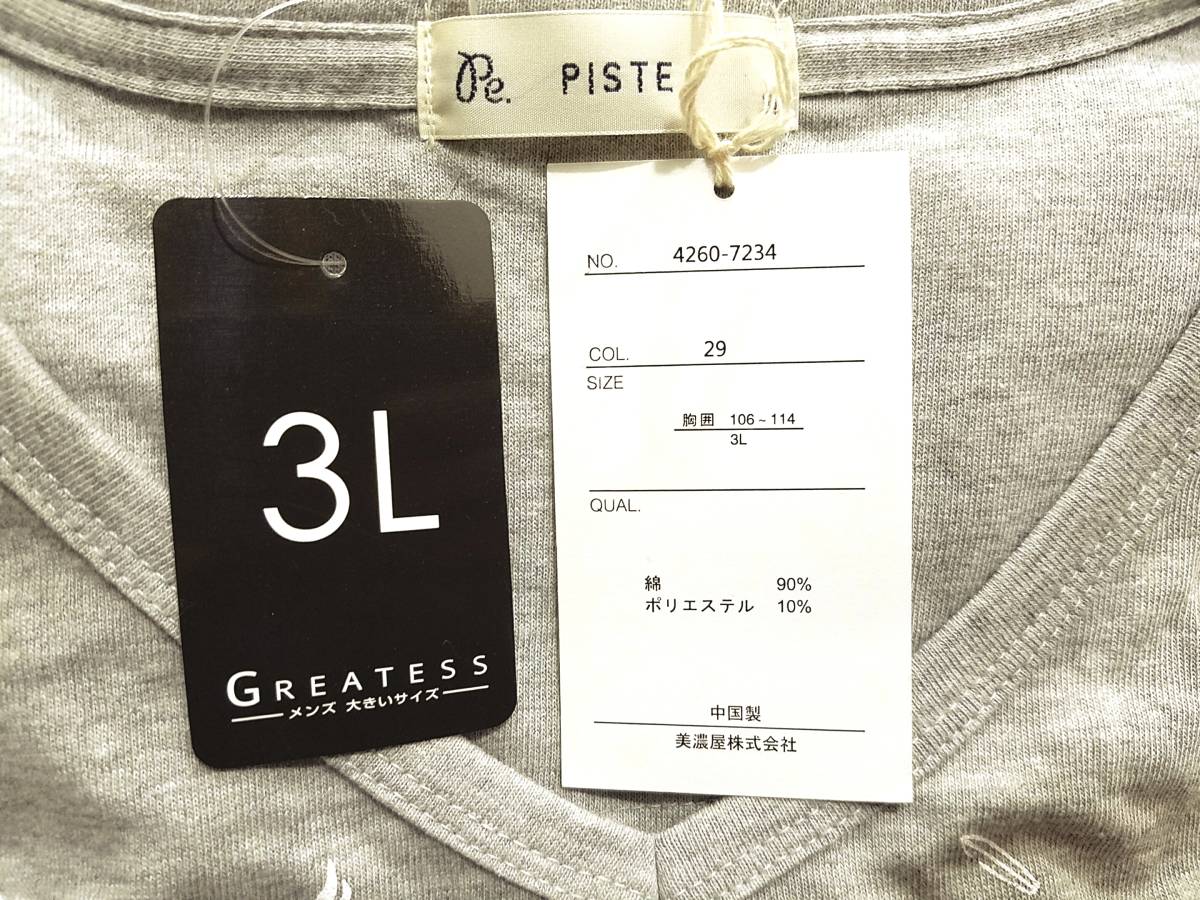 Pe. PISTE
3L
GREATESS
メンズ 大きいサイズ
NO. 4260-7234
COL. 29
SIZE
胸囲 106~114
3L
QUAL.
綿 90%
ポリエステル 10%
中国製
美濃屋株式会社